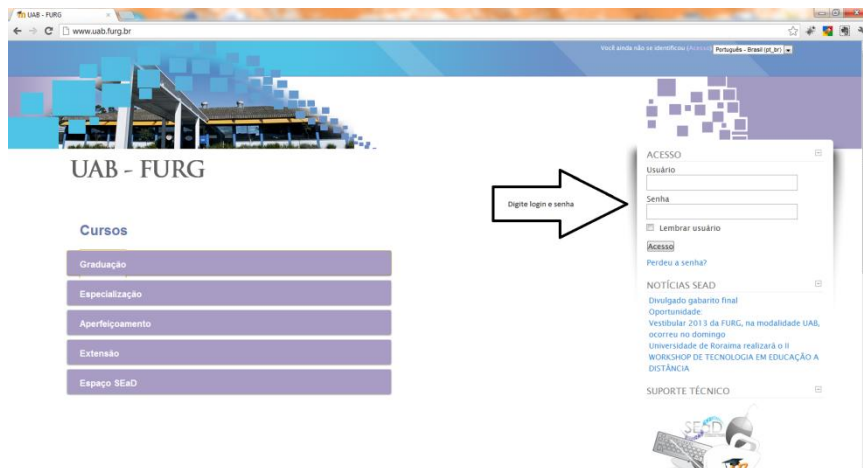 UAB - FURG
www.uab.furg.br
Você ainda não se identificou (Acesso)
Português - Brasil (pt_br)
UAB - FURG
Cursos
Graduação
Especialização
Aperfeiçoamento
Extensão
Espaço SEaD
Digite login e senha
ACESSO
Usuário
Senha
Lembrar usuário
Acesso
Perdeu a senha?
NOTÍCIAS SEAD
Divulgado gabarito final
Oportunidade:
Vestibular 2013 da FURG, na modalidade UAB,
ocorreu no domingo
Universidade de Roraima realizará o II
WORKSHOP DE TECNOLOGIA EM EDUCAÇÃO A
DISTÂNCIA
SUPORTE TÉCNICO